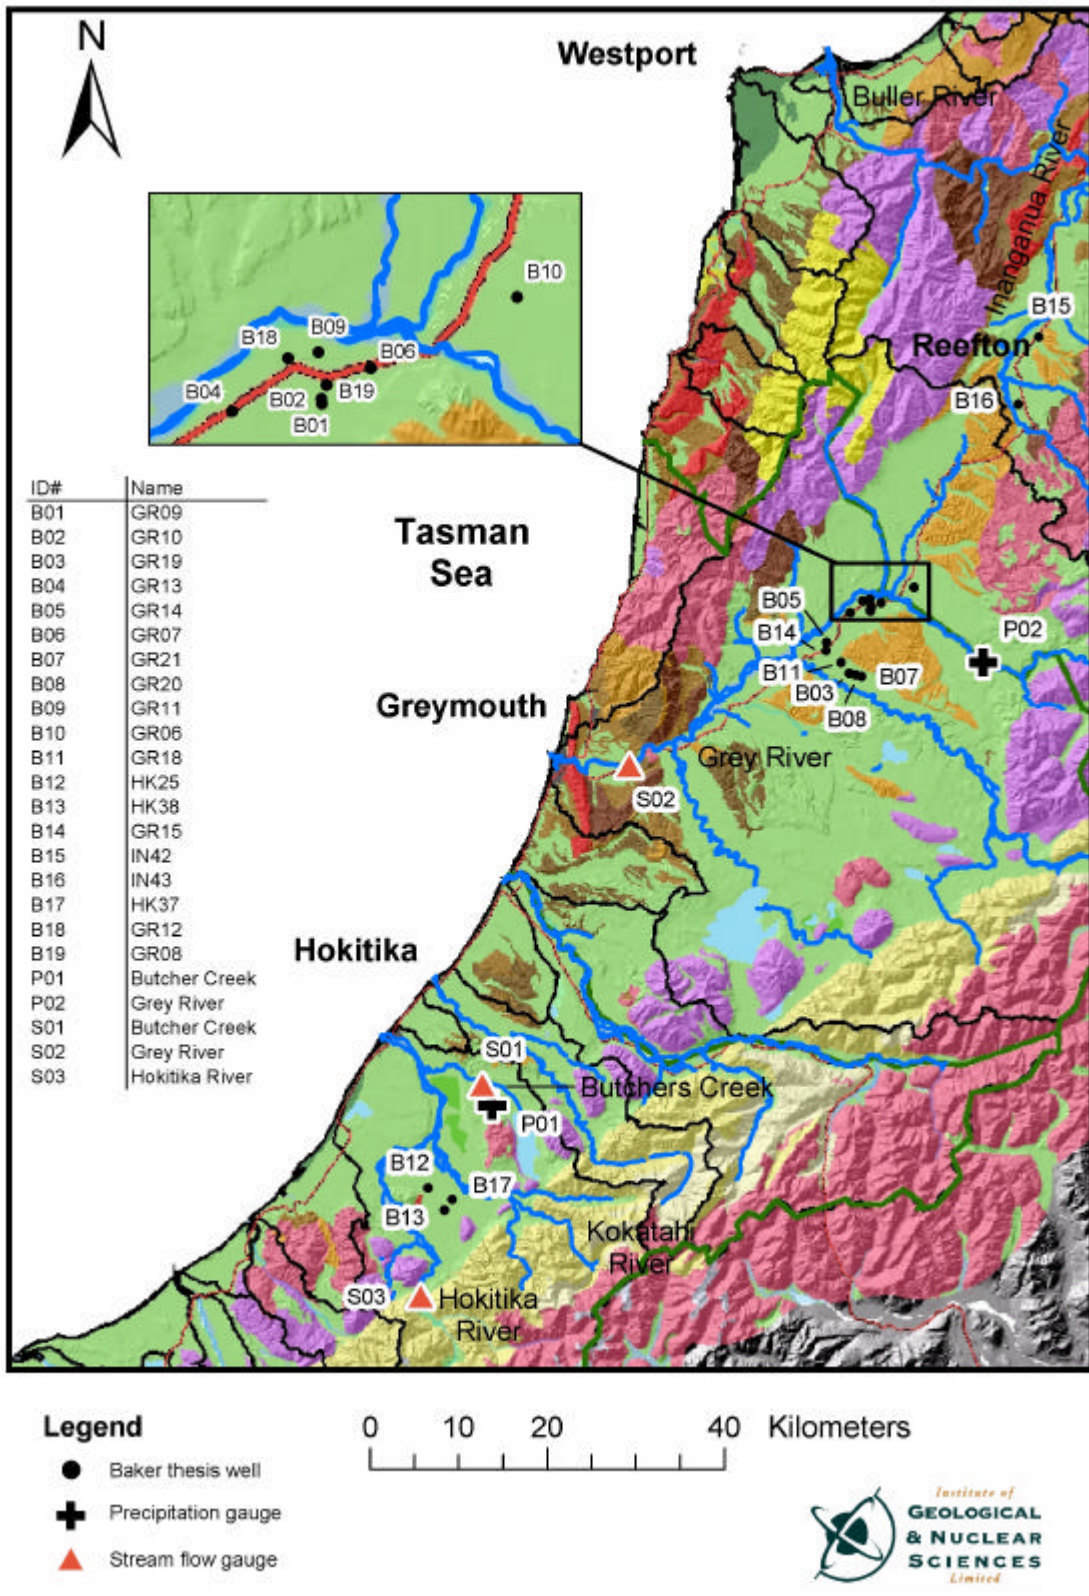 N
Westport
Buller River
Inanganua River
B15
Reefton
B16
B10
B18
B09
B06
B04
B02
B19
B01
ID# Name
B01 GR09
B02 GR10
B03 GR19
B04 GR13
B05 GR14
B06 GR07
B07 GR21
B08 GR20
B09 GR11
B10 GR06
B11 GR18
B12 HK25
B13 HK38
B14 GR15
B15 IN42
B16 IN43
B17 HK37
B18 GR12
B19 GR08
P01 Butcher Creek
P02 Grey River
S01 Butcher Creek
S02 Grey River
S03 Hokitika River
Tasman
Sea
B05
B14
P02
B11
B03
B07
B08
Greymouth
Grey River
S02
Hokitika
S01
Butchers Creek
P01
B12
B17
B13
Kokatahi
River
S03
Hokitika
River
Legend
Baker thesis well
Precipitation gauge
Stream flow gauge
0 10 20 40 Kilometers
Institute of
GEOLOGICAL
& NUCLEAR
SCIENCES
Limited